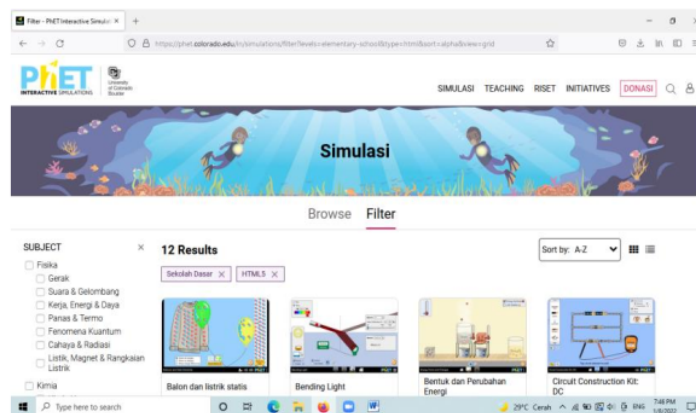 Filter - PhET Interactive Simulat
https://phet.colorado.edu/in/simulations/filter?levels=elementary-school&type=html&sort=alpha&view=grid
PhET
INTERACTIVE SIMULATIONS
University
of Colorado
Boulder
SIMULASI TEACHING RISET INITIATIVES DONASI
Simulasi
Browse Filter
SUBJECT
12 Results
Sort by: A-Z
Sekolah Dasar
HTML5
Fisika
Gerak
Suara & Gelombang
Kerja, Energi & Daya
Panas & Termo
Fenomena Kuantum
Cahaya & Radiasi
Listik, Magnet & Rangkaian
Listrik
Kimia
Balon dan listrik statis
Bending Light
Bentuk dan Perubahan
Energi
Circuit Construction Kit:
DC
Type here to search
29°C Cerah
ENG
7:48 PM